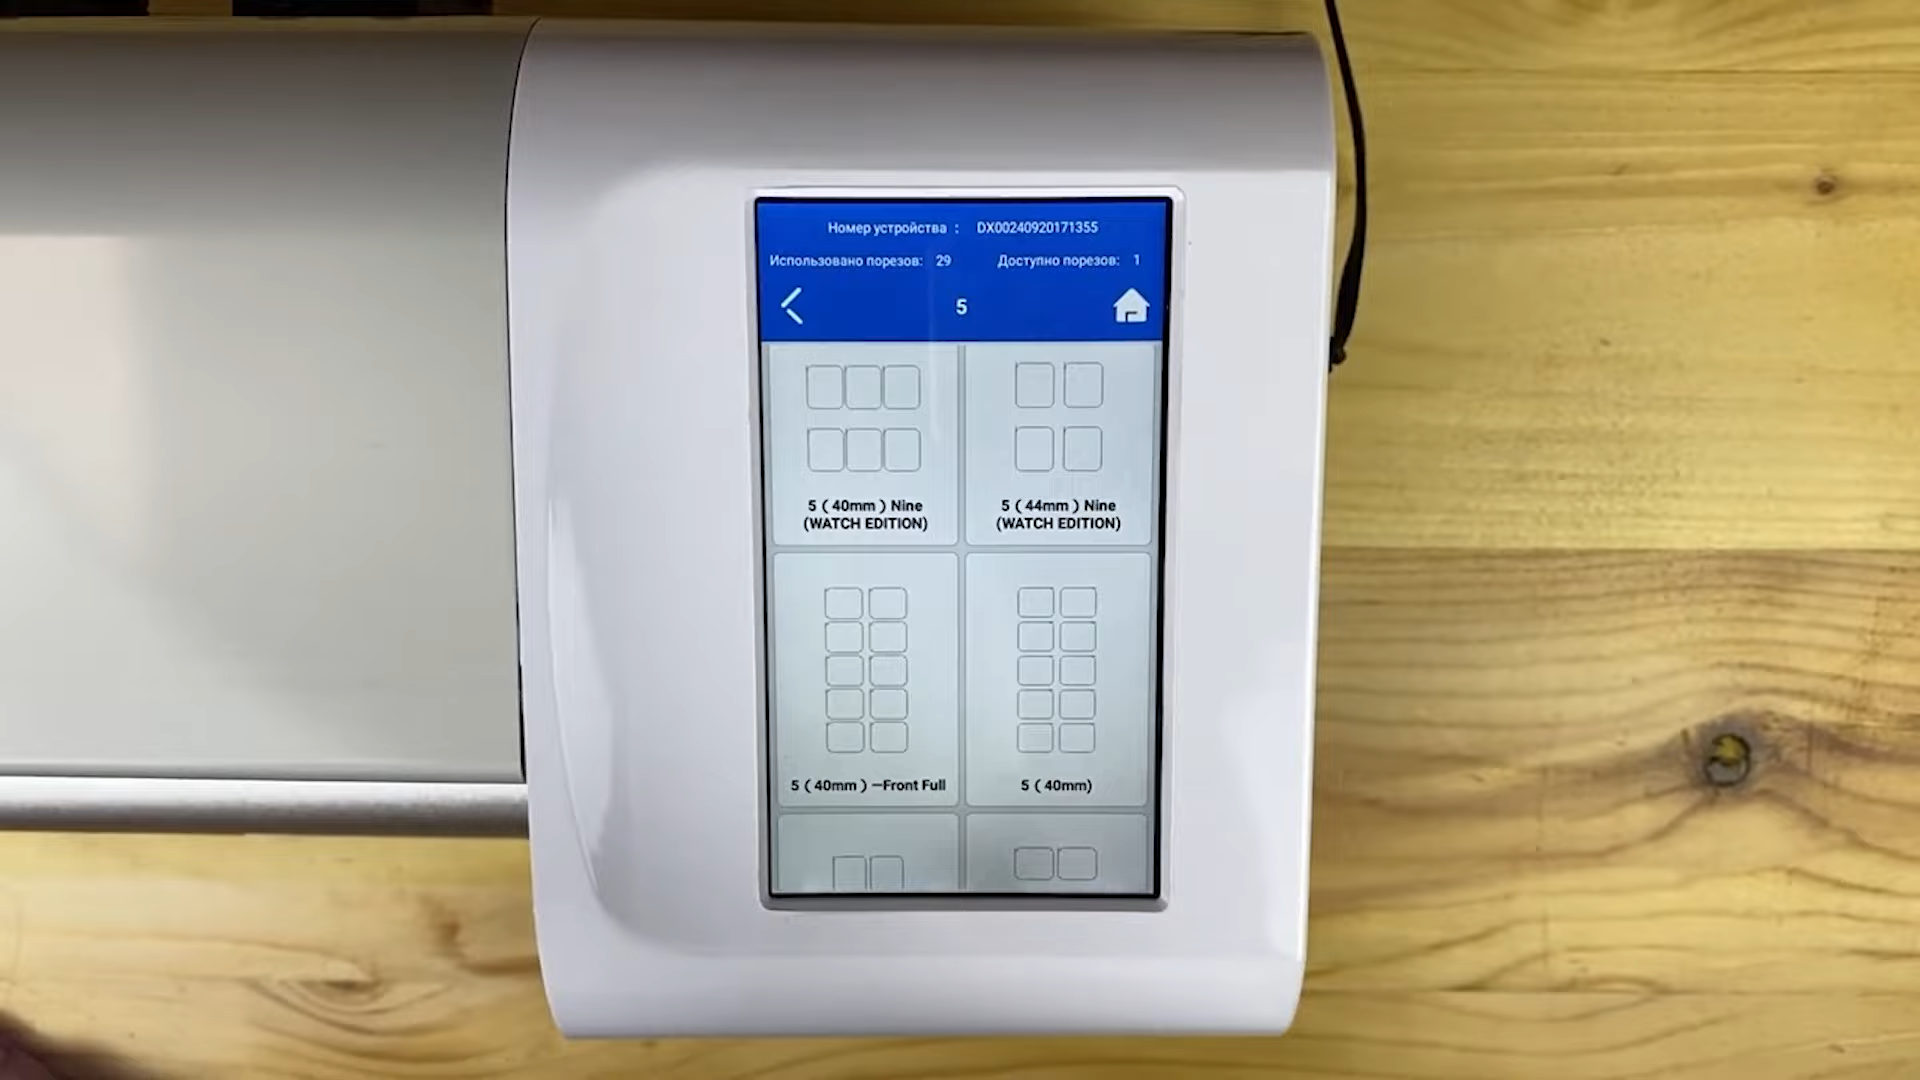 Номер устройства : DX00240920171355
Использовано порезов: 29 Доступно порезов: 1
5
5 ( 40mm ) Nine
(WATCH EDITION)
5 ( 44mm ) Nine
(WATCH EDITION)
5 ( 40mm ) —Front Full
5 ( 40mm)